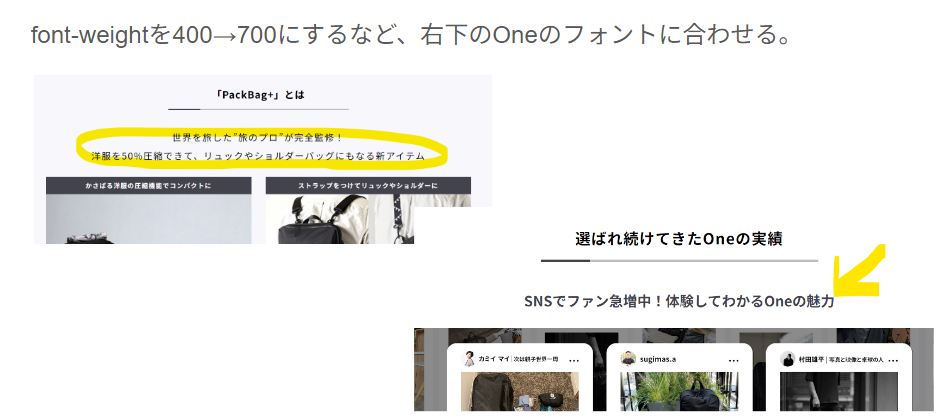 font-weightを400→700にするなど、右下のOneのフォントに合わせる。
「PackBag+」とは
世界を旅した”旅のプロ”が完全監修！
洋服を50%圧縮できて、リュックやショルダーバッグにもなる新アイテム
かさばる洋服の圧縮機能でコンパクトに
ストラップをつけてリュックやショルダーに
選ばれ続けてきたOneの実績
SNSでファン急増中！体験してわかるOneの魅力
カミイ マイ | 次は親子世界一周
sugimas.a
村田雄平 | 写真と映像と卓球の人